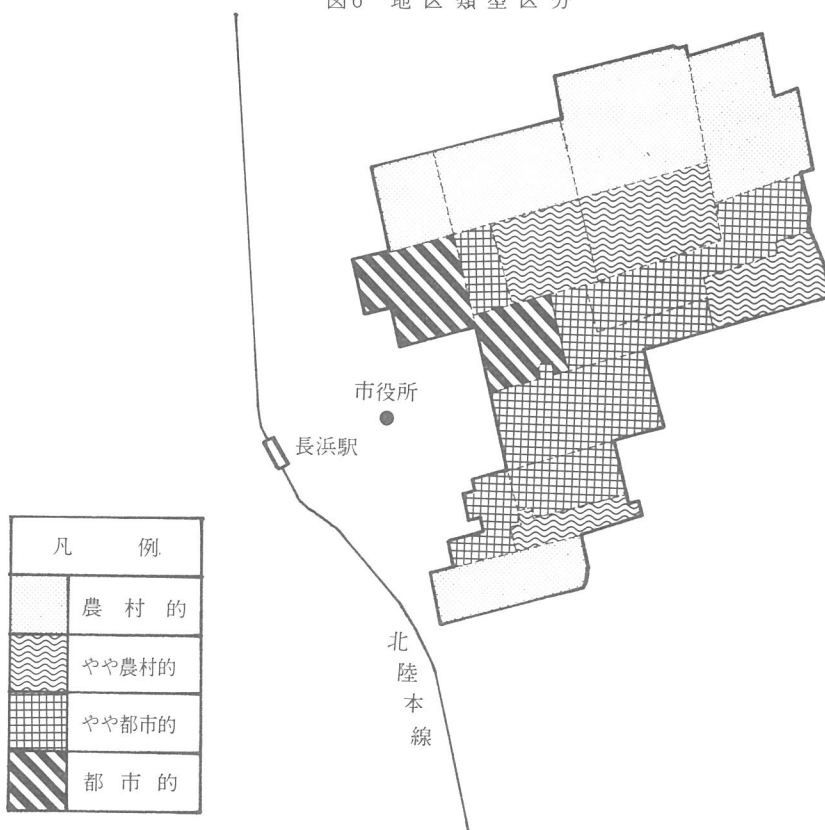 図6 地区類型区分
市役所
長浜駅
北陸本線
凡例
農村的
やや農村的
やや都市的
都市的